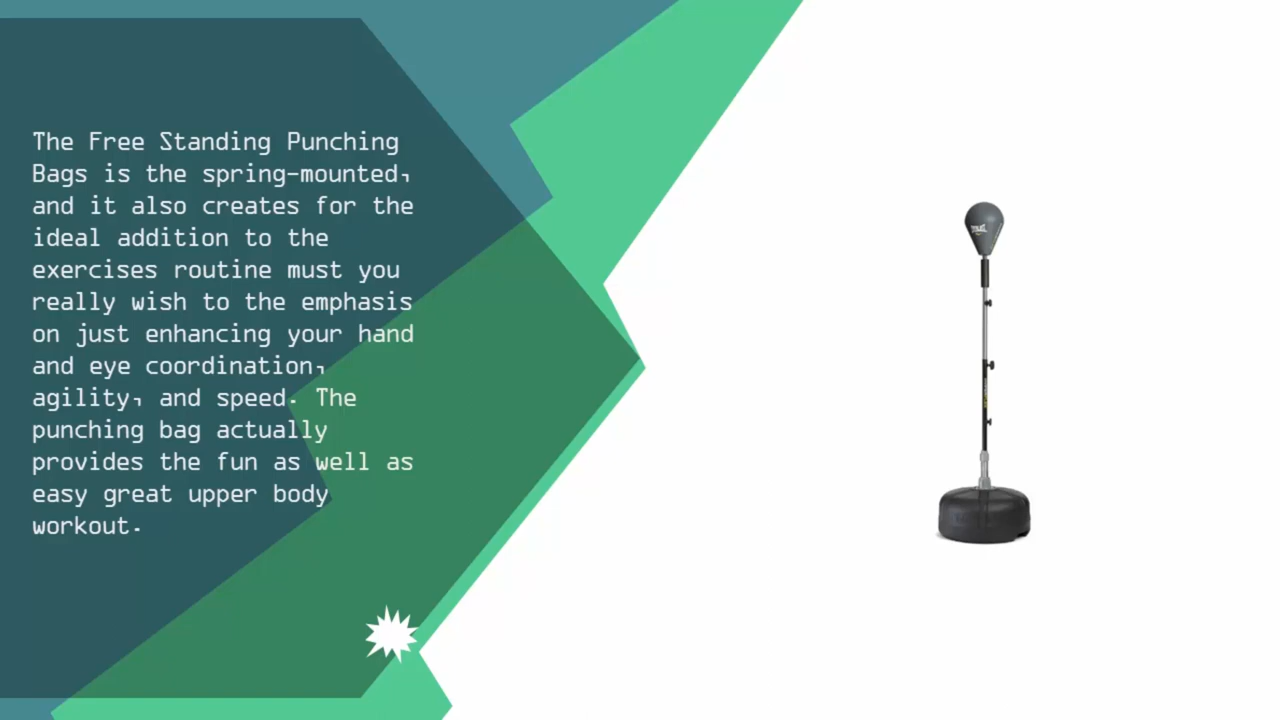 The Free Standing Punching
Bags is the spring-mounted,
and it also creates for the
ideal addition to the
exercises routine must you
really wish to the emphasis
on just enhancing your hand
and eye coordination,
agility, and speed. The
punching bag actually
provides the fun as well as
easy great upper body
workout.